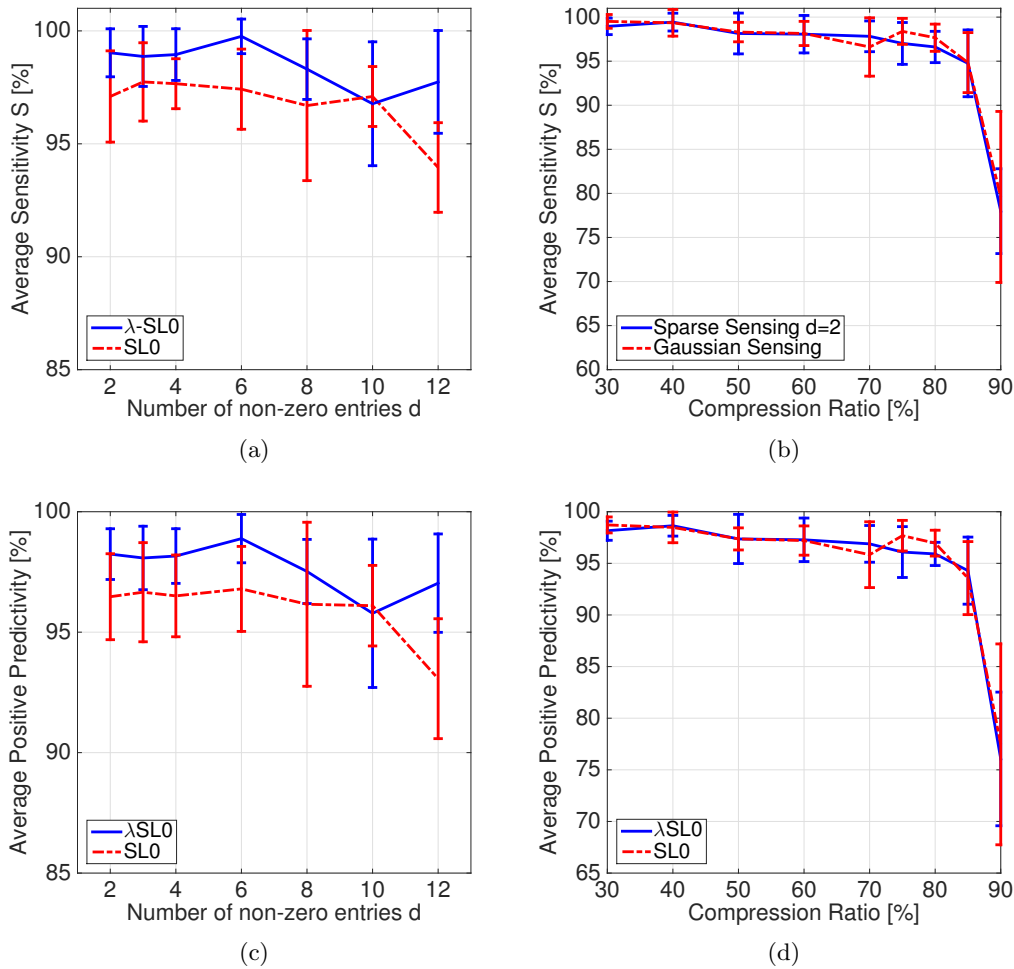 100
95
90
85
Average Sensitivity S [%]
λ-SL0
SL0
2 4 6 8 10 12
Number of non-zero entries d
(a)
100
95
90
85
80
75
70
65
60
Average Sensitivity S [%]
Sparse Sensing d=2
Gaussian Sensing
30 40 50 60 70 80 90
Compression Ratio [%]
(b)
100
95
90
85
Average Positive Predictivity [%]
λSL0
SL0
2 4 6 8 10 12
Number of non-zero entries d
(c)
100
95
90
85
80
75
70
65
Average Positive Predictivity [%]
λSL0
SL0
30 40 50 60 70 80 90
Compression Ratio [%]
(d)